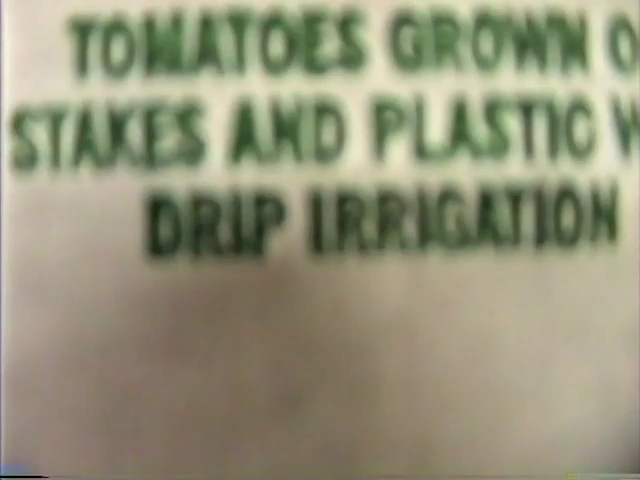 TOMATOES GROWN O
STAKES AND PLASTIC W
DRIP IRRIGATION